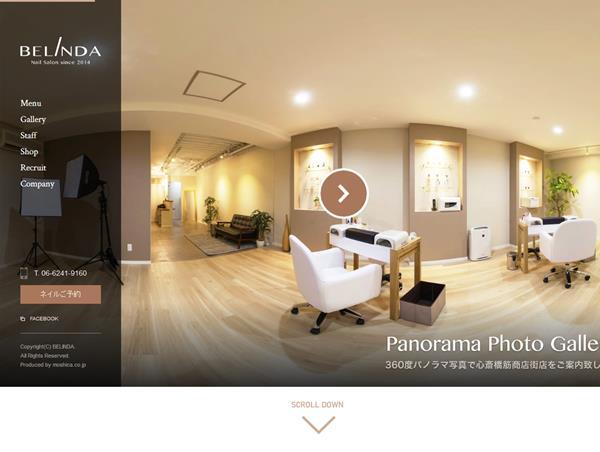 BELINDA
Nail Salon since 2014
Menu
Gallery
Staff
Shop
Recruit
Company
T. 06-6241-9160
ネイルご予約
FACEBOOK
Copyright(C) BELINDA.
All Rights Reserved.
Produced by moshica.co.jp
Panorama Photo Galle
360度パノラマ写真で心斎橋筋商店街店をご案内致し
SCROLL DOWN